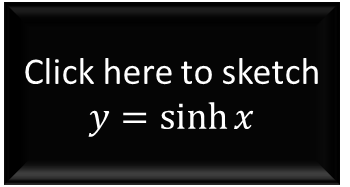 Click here to sketch
y = sinh x